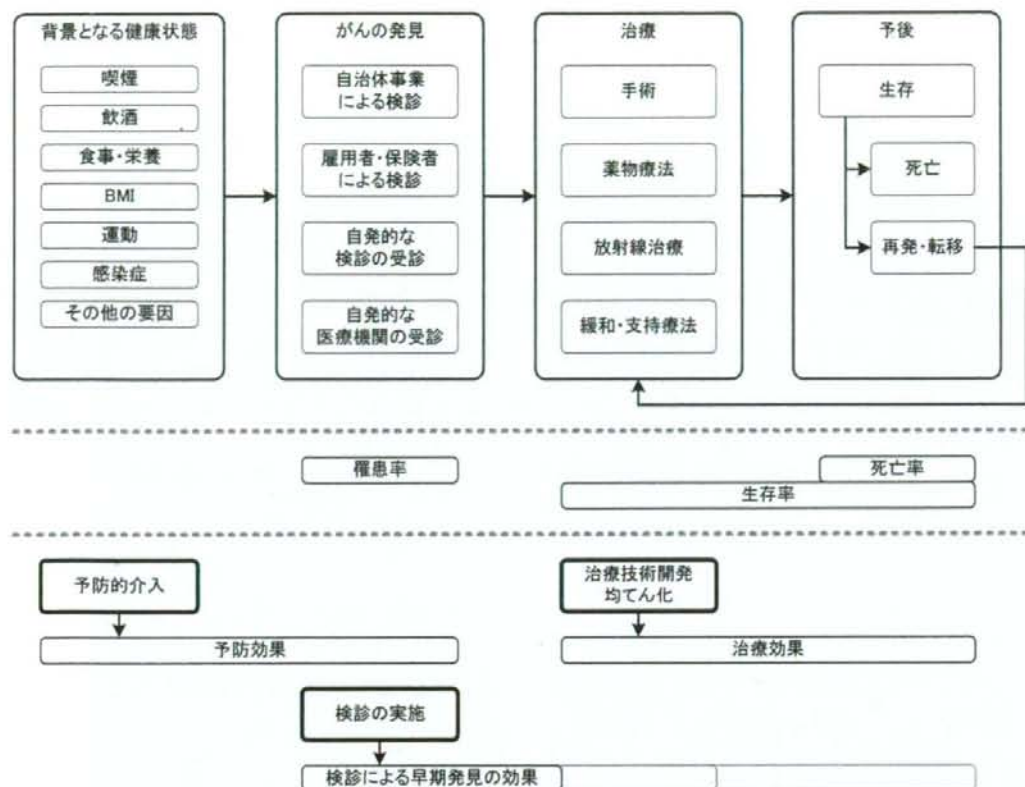 背景となる健康状態
喫煙
飲酒
食事・栄養
BMI
運動
感染症
その他の要因
がんの発見
自治体事業
による検診
雇用者・保険者
による検診
自発的な
検診の受診
自発的な
医療機関の受診
治療
手術
薬物療法
放射線治療
緩和・支持療法
予後
生存
死亡
再発・転移
罹患率
死亡率
生存率
予防的介入
予防効果
治療技術開発
均てん化
治療効果
検診の実施
検診による早期発見の効果